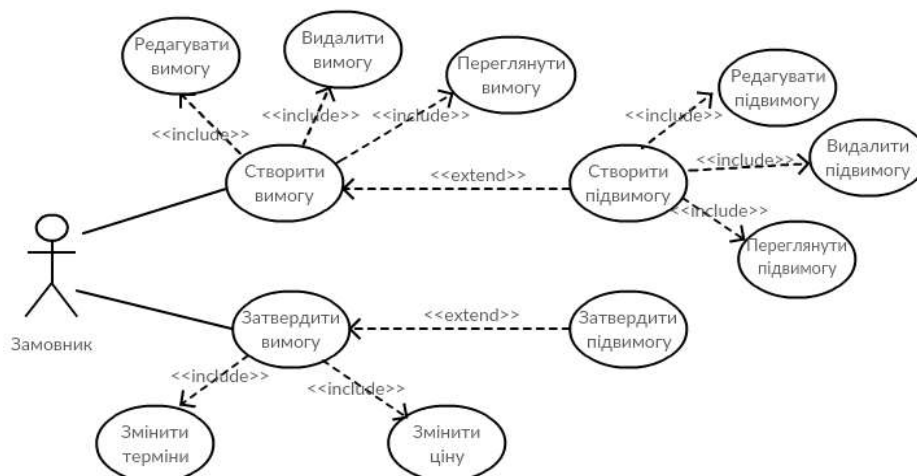 Редагувати
вимогу
Видалити
вимогу
Переглянути
вимогу
Редагувати
підвимогу
<<include>>
<<include>>
<<include>>
<<include>>
Видалити
підвимогу
Створити
вимогу
<<extend>>
Створити
підвимогу
<<include>>
<<include>>
Переглянути
підвимогу
Замовник
Затвердити
вимогу
<<extend>>
Затвердити
підвимогу
<<include>>
<<include>>
Змінити
терміни
Змінити
ціну